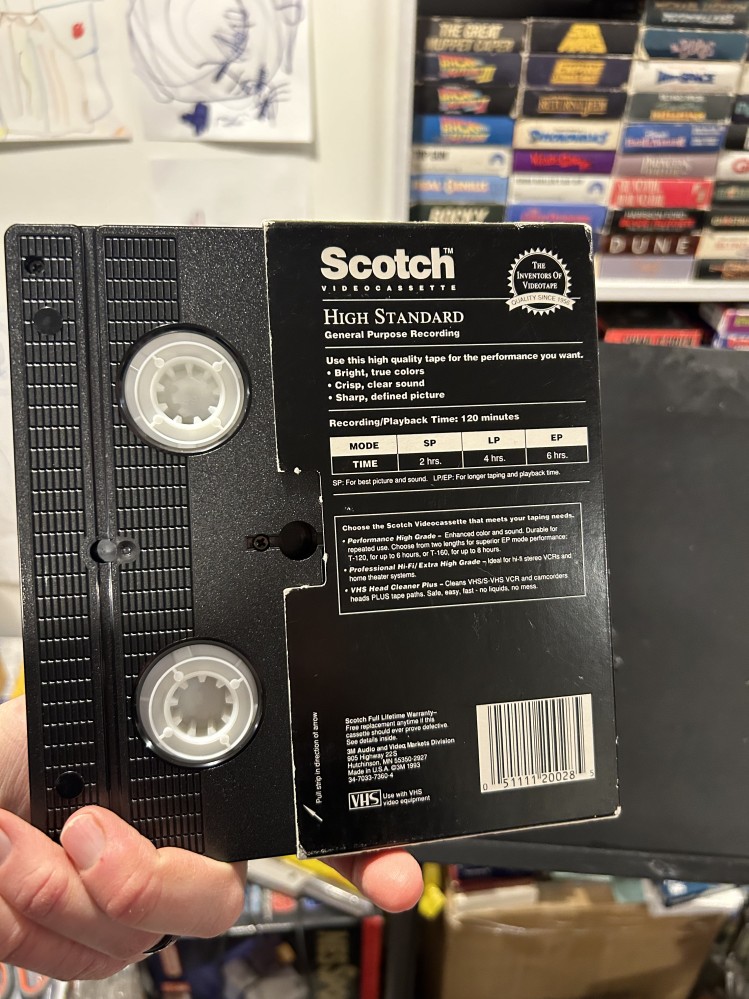 THE GREAT
MUPPET CAPER
STAR
WARS
INNERSPACE
ROCKY
DUNE
Scotch™
VIDEOCASSETTE
THE
INVENTORS OF
VIDEOTAPE
QUALITY SINCE 1956
HIGH STANDARD
General Purpose Recording
Use this high quality tape for the performance you want.
• Bright, true colors
• Crisp, clear sound
• Sharp, defined picture
Recording/Playback Time: 120 minutes
MODE SP LP EP
TIME 2 hrs. 4 hrs. 6 hrs.
SP: For best picture and sound. LP/EP: For longer taping and playback time.
Choose the Scotch Videocassette that meets your taping needs.
• Performance High Grade – Enhanced color and sound. Durable for
repeated use. Choose from two lengths for superior EP mode performance:
T-120, for up to 6 hours, or T-160, for up to 8 hours.
• Professional Hi-Fi/Extra High Grade – Ideal for hi-fi stereo VCRs and
home theater systems.
• VHS Head Cleaner Plus – Cleans VHS/S-VHS VCR and camcorders
heads PLUS tape paths. Safe, easy, fast - no liquids, no mess.
Pull strip in direction of arrow
Scotch Full Lifetime Warranty–
Free replacement anytime if this
cassette should ever prove defective.
See details inside.
3M Audio and Video Markets Division
905 Highway 22S
Hutchinson, MN 55350-2927
Made in U.S.A. ©3M 1993
34-7033-7360-4
VHS Use with VHS
video equipment
0 51111 20028 5